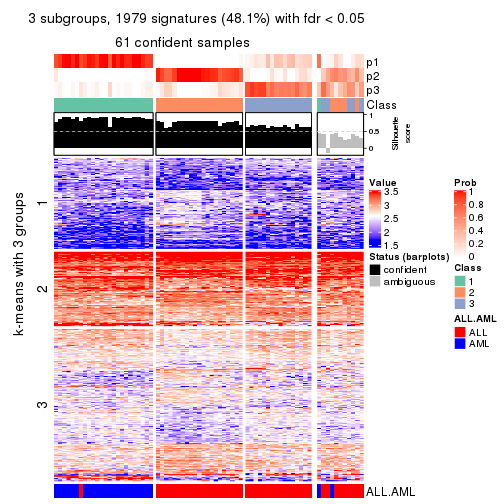 3 subgroups, 1979 signatures (48.1%) with fdr < 0.05
61 confident samples
p1
p2
p3
Class
1
0.5
0
Silhouette
score
k-means with 3 groups
1
2
3
ALL.AML
Value
3.5
3
2.5
2
1.5
Prob
1
0.8
0.6
0.4
0.2
0
Status (barplots)
confident
ambiguous
Class
1
2
3
ALL.AML
ALL
AML